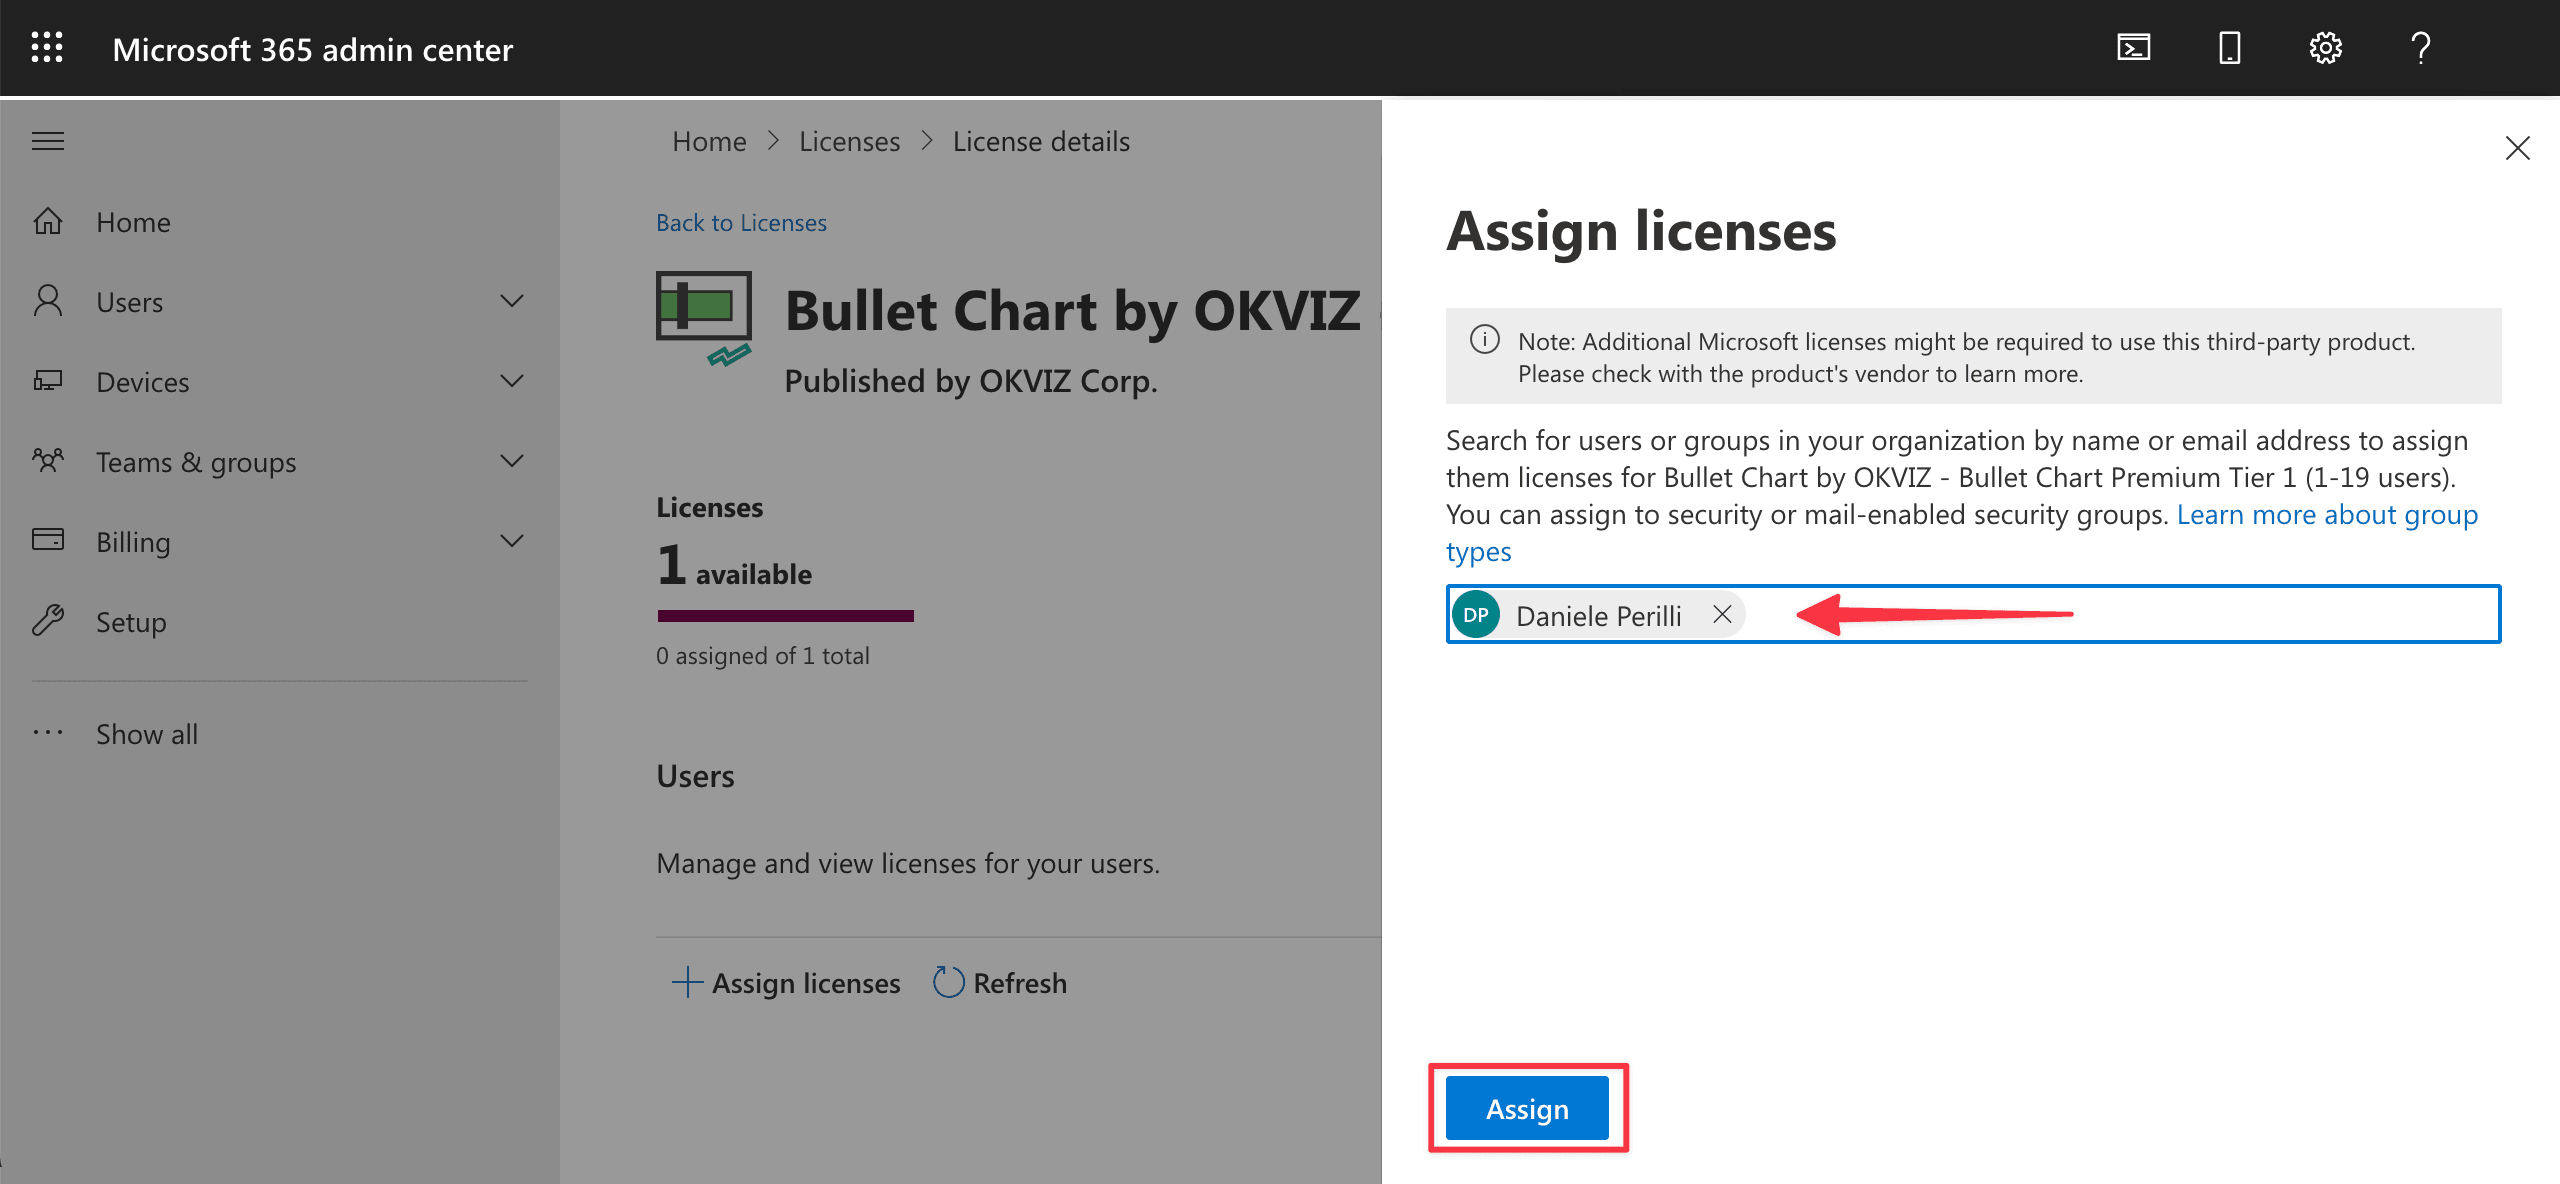 Microsoft 365 admin center
Home
Users
Devices
Teams & groups
Billing
Setup
Show all
Home > Licenses > License details
Back to Licenses
Bullet Chart by OKVIZ
Published by OKVIZ Corp.
Licenses
1 available
0 assigned of 1 total
Users
Manage and view licenses for your users.
Assign licenses
Refresh
Assign licenses
Note: Additional Microsoft licenses might be required to use this third-party product.
Please check with the product's vendor to learn more.
Search for users or groups in your organization by name or email address to assign
them licenses for Bullet Chart by OKVIZ - Bullet Chart Premium Tier 1 (1-19 users).
You can assign to security or mail-enabled security groups. Learn more about group
types
DP Daniele Perilli
Assign